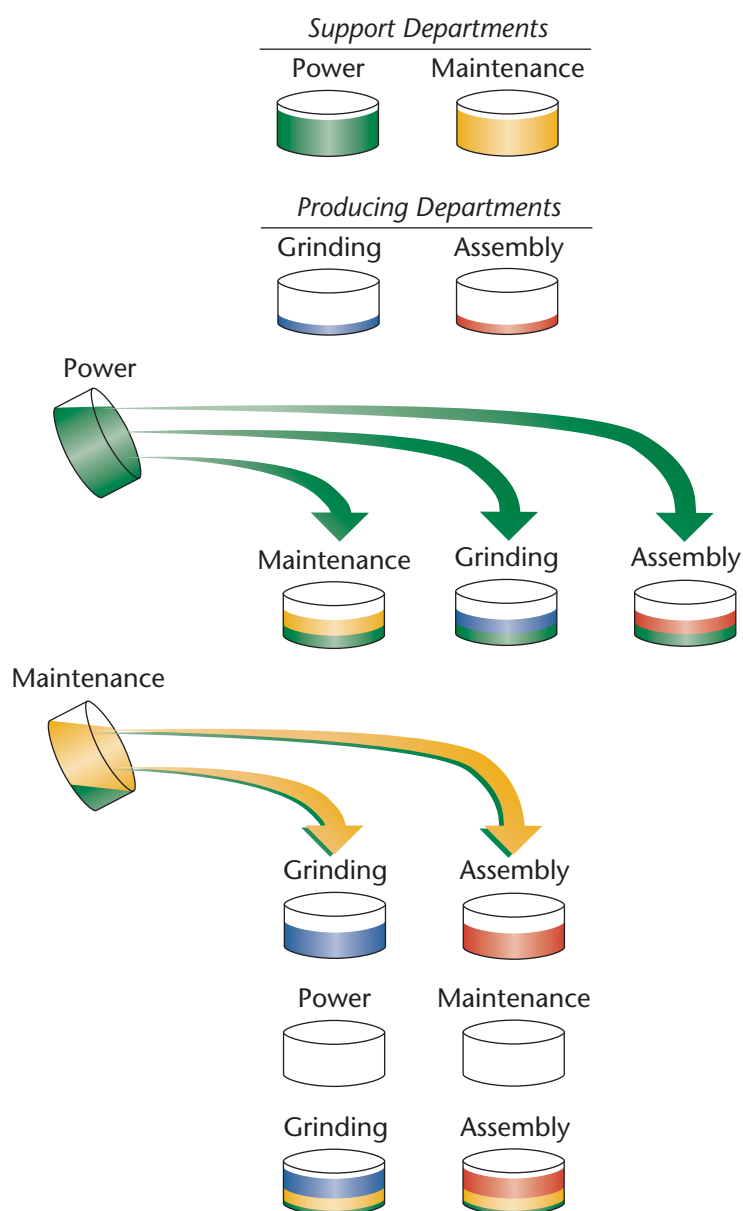 Support Departments
Power Maintenance
Producing Departments
Grinding Assembly
Power
Maintenance Grinding Assembly
Maintenance
Grinding Assembly
Power Maintenance
Grinding Assembly